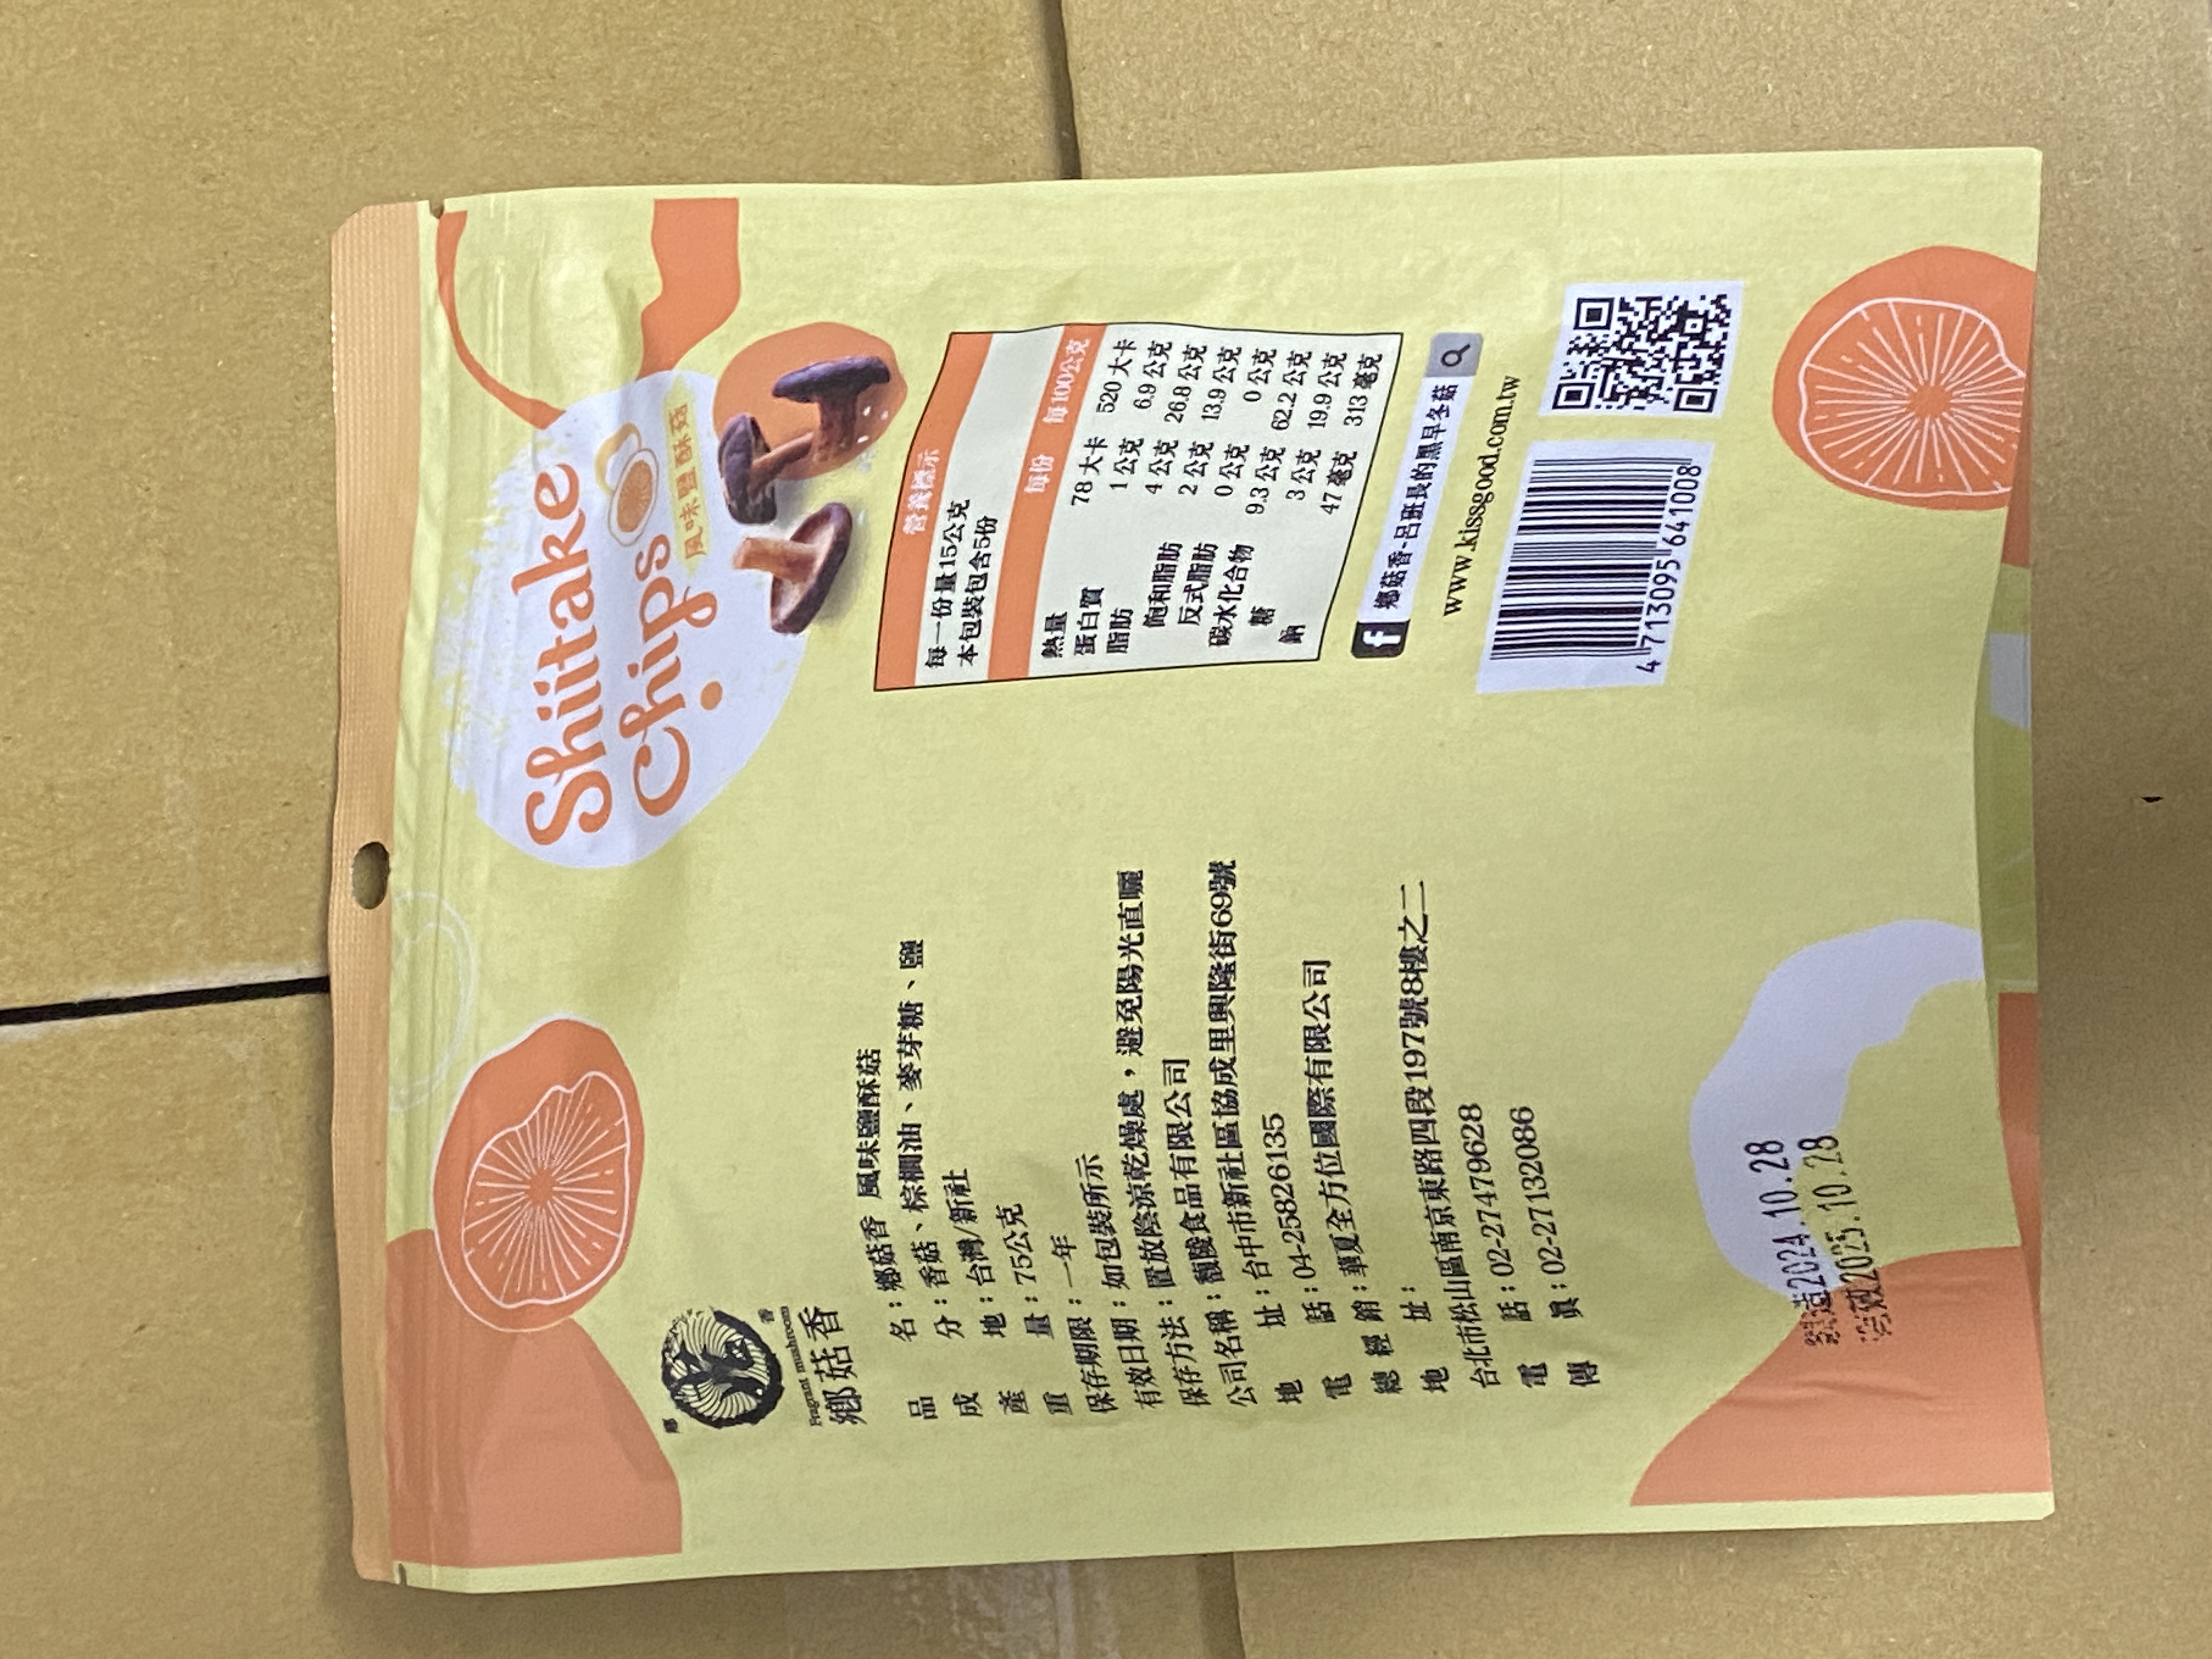 Shiitake
Chips
風味鹽酥菇
鄉
香
Fragrant mushroom
鄉菇香
品名：鄉菇香 風味鹽酥菇
成分：香菇、棕櫚油、麥芽糖、鹽
產地：台灣/新社
重量：75公克
保存期限：一年
有效日期：如包裝所示
保存方法：置放陰涼乾燥處，避免陽光直曬
公司名稱：馥陵食品有限公司
地址：台中市新社區協成里興隆街69號
電話：04-25826135
總經銷：華夏全方位國際有限公司
地址：
台北市松山區南京東路四段197號8樓之二
電話：02-27479628
傳真：02-27132086
製造2024.10.28
有效2025.10.28
營養標示
每一份量15公克
本包裝包含5份
每份 每100公克
熱量 78 大卡 520 大卡
蛋白質 1 公克 6.9 公克
脂肪 4 公克 26.8 公克
飽和脂肪 2 公克 13.9 公克
反式脂肪 0 公克 0 公克
碳水化合物 9.3 公克 62.2 公克
糖 3 公克 19.9 公克
鈉 47 毫克 313 毫克
f 鄉菇香-呂班長的黑早冬菇
www.kissgood.com.tw
4 713095 641008